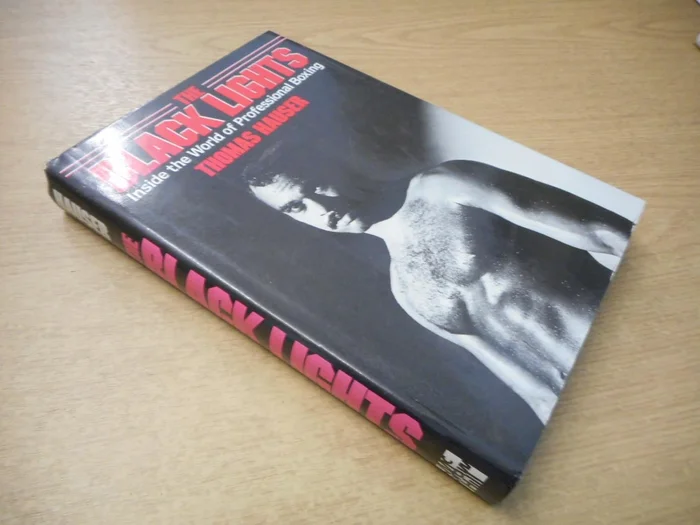 THE
BLACK LIGHTS
Inside the World of Professional Boxing
THOMAS HAUSER
HAUSER
THE BLACK LIGHTS